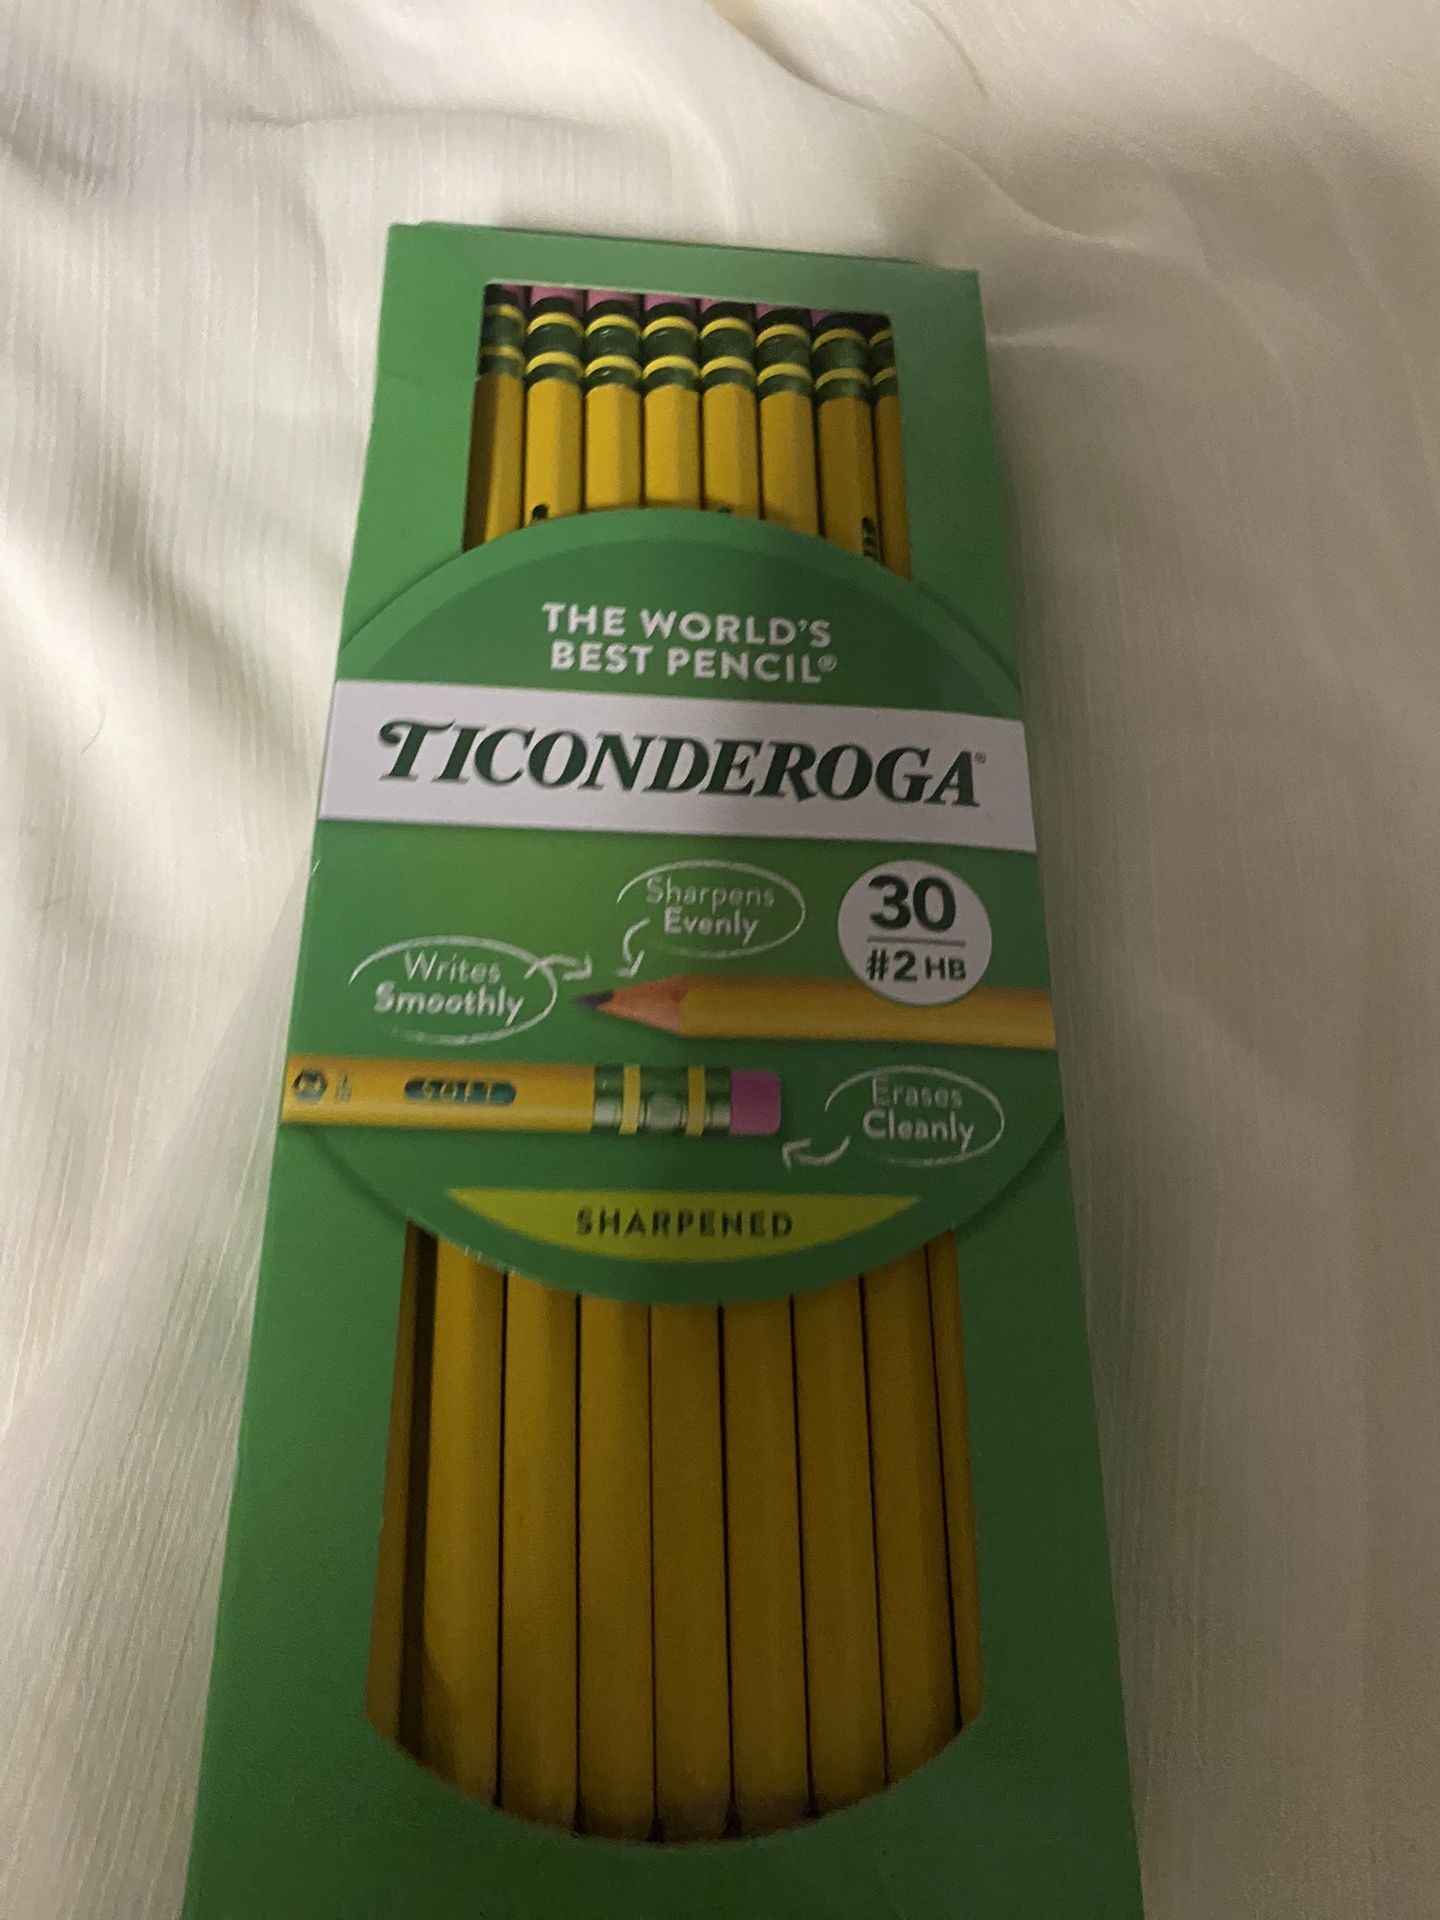 THE WORLD'S
BEST PENCIL®
TICONDEROGA®
Sharpens
Evenly
30
#2 HB
Writes
Smoothly
Erases
Cleanly
SHARPENED